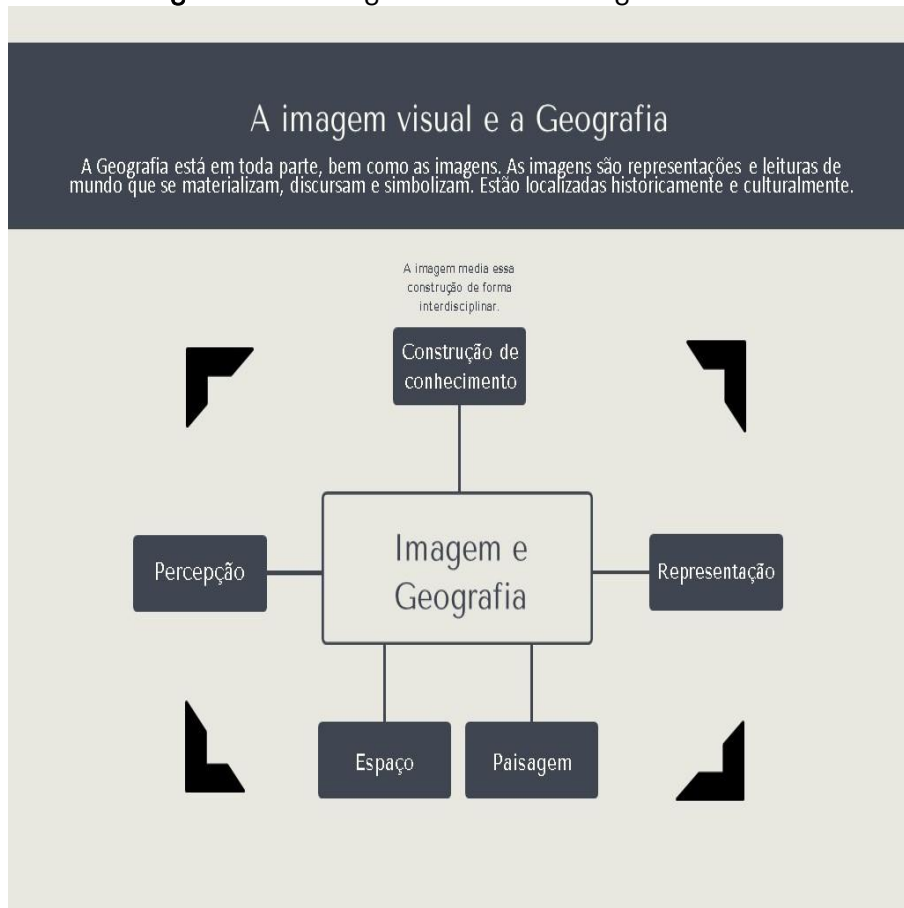 A imagem visual e a Geografia
A Geografia está em toda parte, bem como as imagens. As imagens são representações e leituras de
mundo que se materializam, discursam e simbolizam. Estão localizadas historicamente e culturalmente.
A imagem media essa
construção de forma
interdisciplinar.
Construção de
conhecimento
Percepção
Imagem e
Geografia
Representação
Espaço
Paisagem